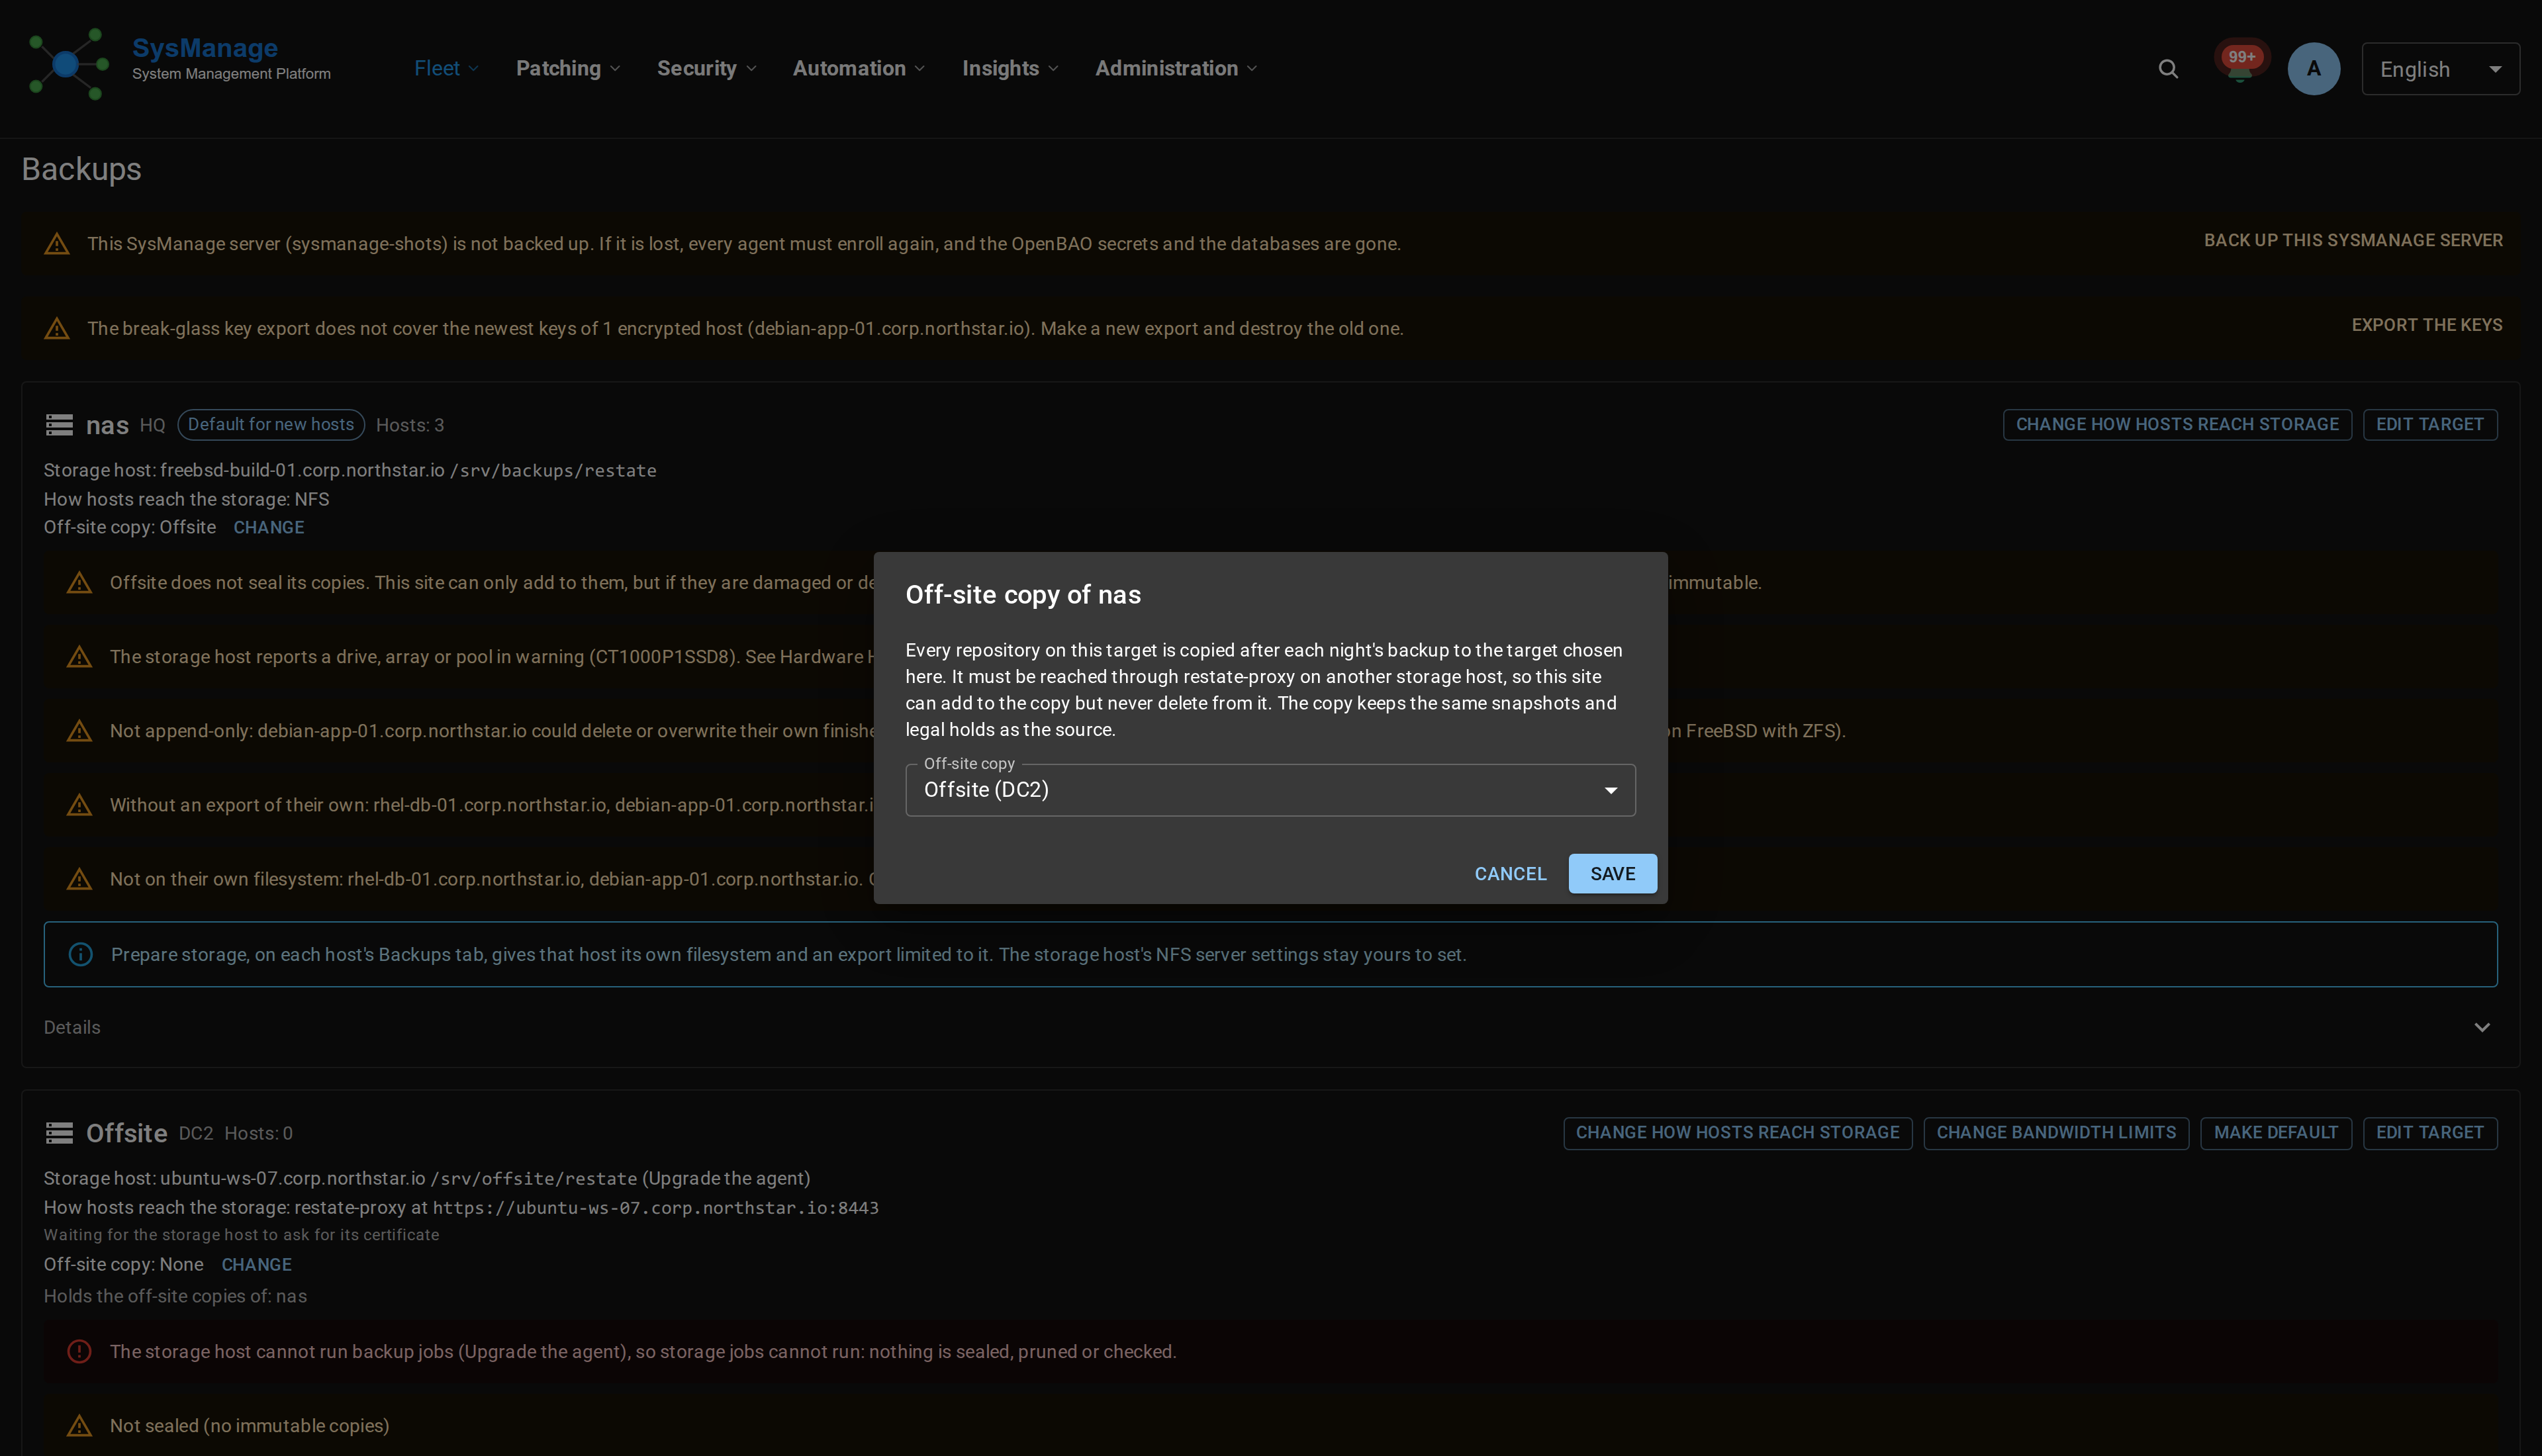 SysManage
System Management Platform
Fleet
Patching
Security
Automation
Insights
Administration
99+
A
English
Backups
This SysManage server (sysmanage-shots) is not backed up. If it is lost, every agent must enroll again, and the OpenBAO secrets and the databases are gone.
BACK UP THIS SYSMANAGE SERVER
The break-glass key export does not cover the newest keys of 1 encrypted host (debian-app-01.corp.northstar.io). Make a new export and destroy the old one.
EXPORT THE KEYS
nas HQ Default for new hosts Hosts: 3
CHANGE HOW HOSTS REACH STORAGE
EDIT TARGET
Storage host: freebsd-build-01.corp.northstar.io /srv/backups/restate
How hosts reach the storage: NFS
Off-site copy: Offsite CHANGE
Offsite does not seal its copies. This site can only add to them, but if they are damaged or de
immutable.
The storage host reports a drive, array or pool in warning (CT1000P1SSD8). See Hardware H
Not append-only: debian-app-01.corp.northstar.io could delete or overwrite their own finishe
on FreeBSD with ZFS).
Without an export of their own: rhel-db-01.corp.northstar.io, debian-app-01.corp.northstar.i
Not on their own filesystem: rhel-db-01.corp.northstar.io, debian-app-01.corp.northstar.io.
Off-site copy of nas
Every repository on this target is copied after each night's backup to the target chosen
here. It must be reached through restate-proxy on another storage host, so this site
can add to the copy but never delete from it. The copy keeps the same snapshots and
legal holds as the source.
Off-site copy
Offsite (DC2)
CANCEL
SAVE
Prepare storage, on each host's Backups tab, gives that host its own filesystem and an export limited to it. The storage host's NFS server settings stay yours to set.
Details
Offsite DC2 Hosts: 0
CHANGE HOW HOSTS REACH STORAGE
CHANGE BANDWIDTH LIMITS
MAKE DEFAULT
EDIT TARGET
Storage host: ubuntu-ws-07.corp.northstar.io /srv/offsite/restate (Upgrade the agent)
How hosts reach the storage: restate-proxy at https://ubuntu-ws-07.corp.northstar.io:8443
Waiting for the storage host to ask for its certificate
Off-site copy: None CHANGE
Holds the off-site copies of: nas
The storage host cannot run backup jobs (Upgrade the agent), so storage jobs cannot run: nothing is sealed, pruned or checked.
Not sealed (no immutable copies)